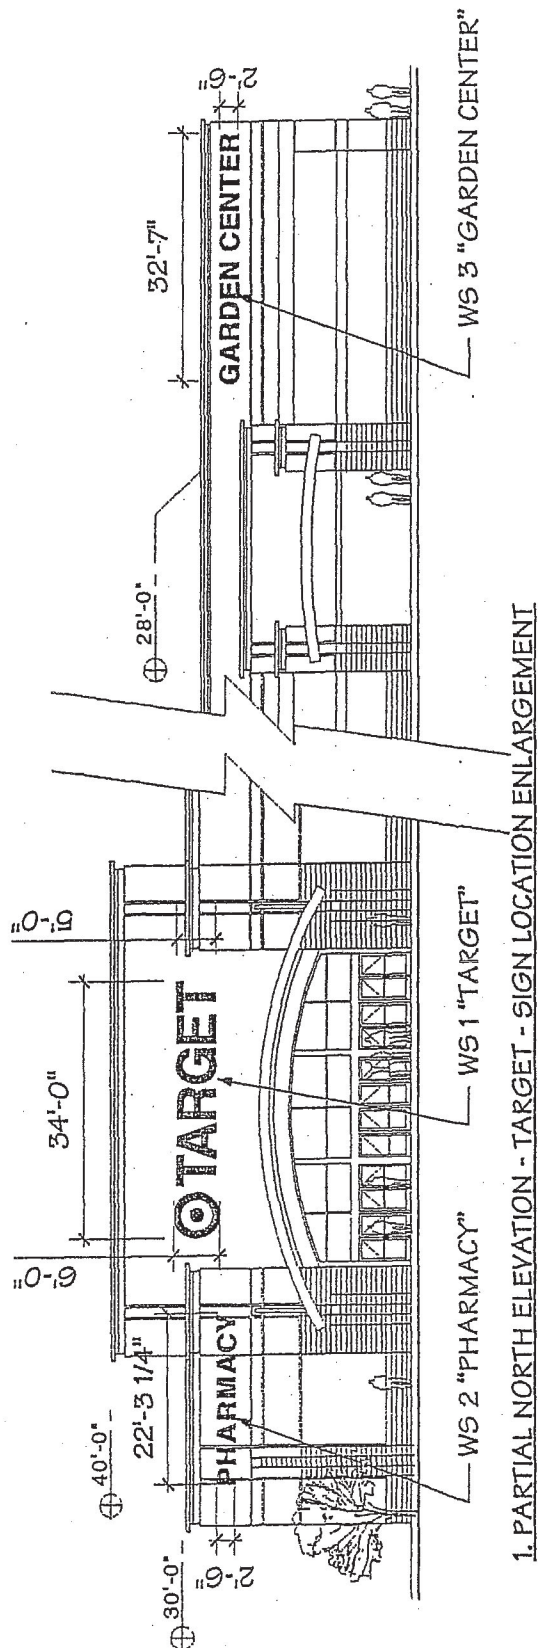 40'-0"
30'-0"
28'-0"
6'-0"
34'-0"
5'-0"
22'-3 1/4"
32'-7"
2'-6"
2'-6"
PHARMACY
TARGET
GARDEN CENTER
WS 2 "PHARMACY"
WS 1 "TARGET"
WS 3 "GARDEN CENTER"
1. PARTIAL NORTH ELEVATION - TARGET - SIGN LOCATION ENLARGEMENT